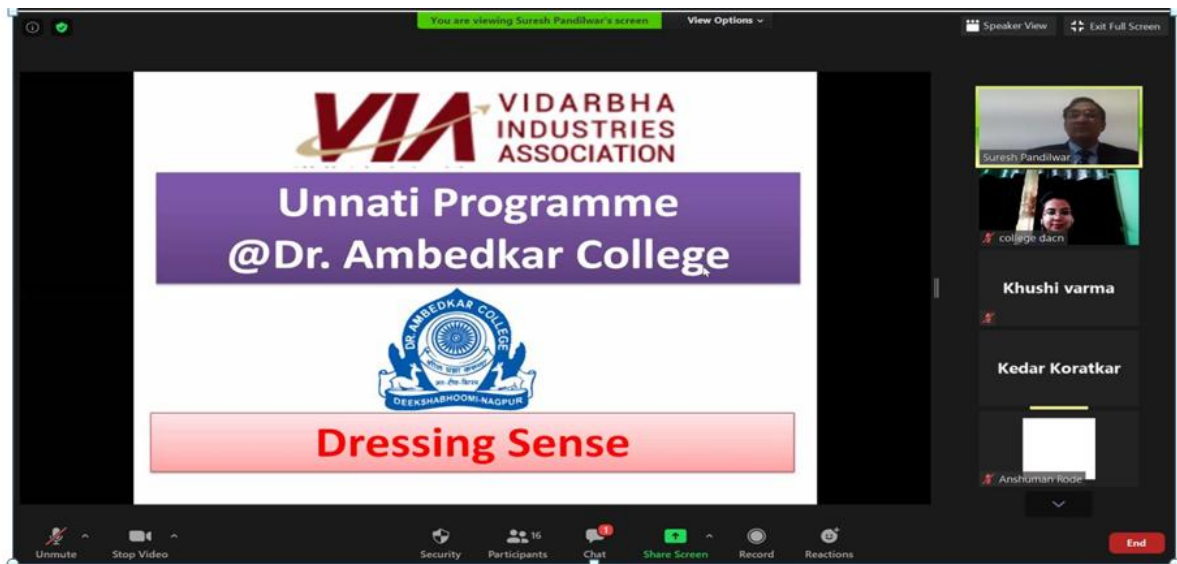 You are viewing Suresh Pandilwar's screen
View Options
Speaker View
Exit Full Screen
VIA
VIDARBHA
INDUSTRIES
ASSOCIATION
Unnati Programme
@Dr. Ambedkar College
DR. AMBEDKAR COLLEGE
DEEKSHABHOOMI-NAGPUR
Dressing Sense
Suresh Pandilwar
college dacn
Khushi varma
Kedar Koratkar
Anshuman Rode
Unmute
Stop Video
Security
Participants 16
Chat 1
Share Screen
Record
Reactions
End